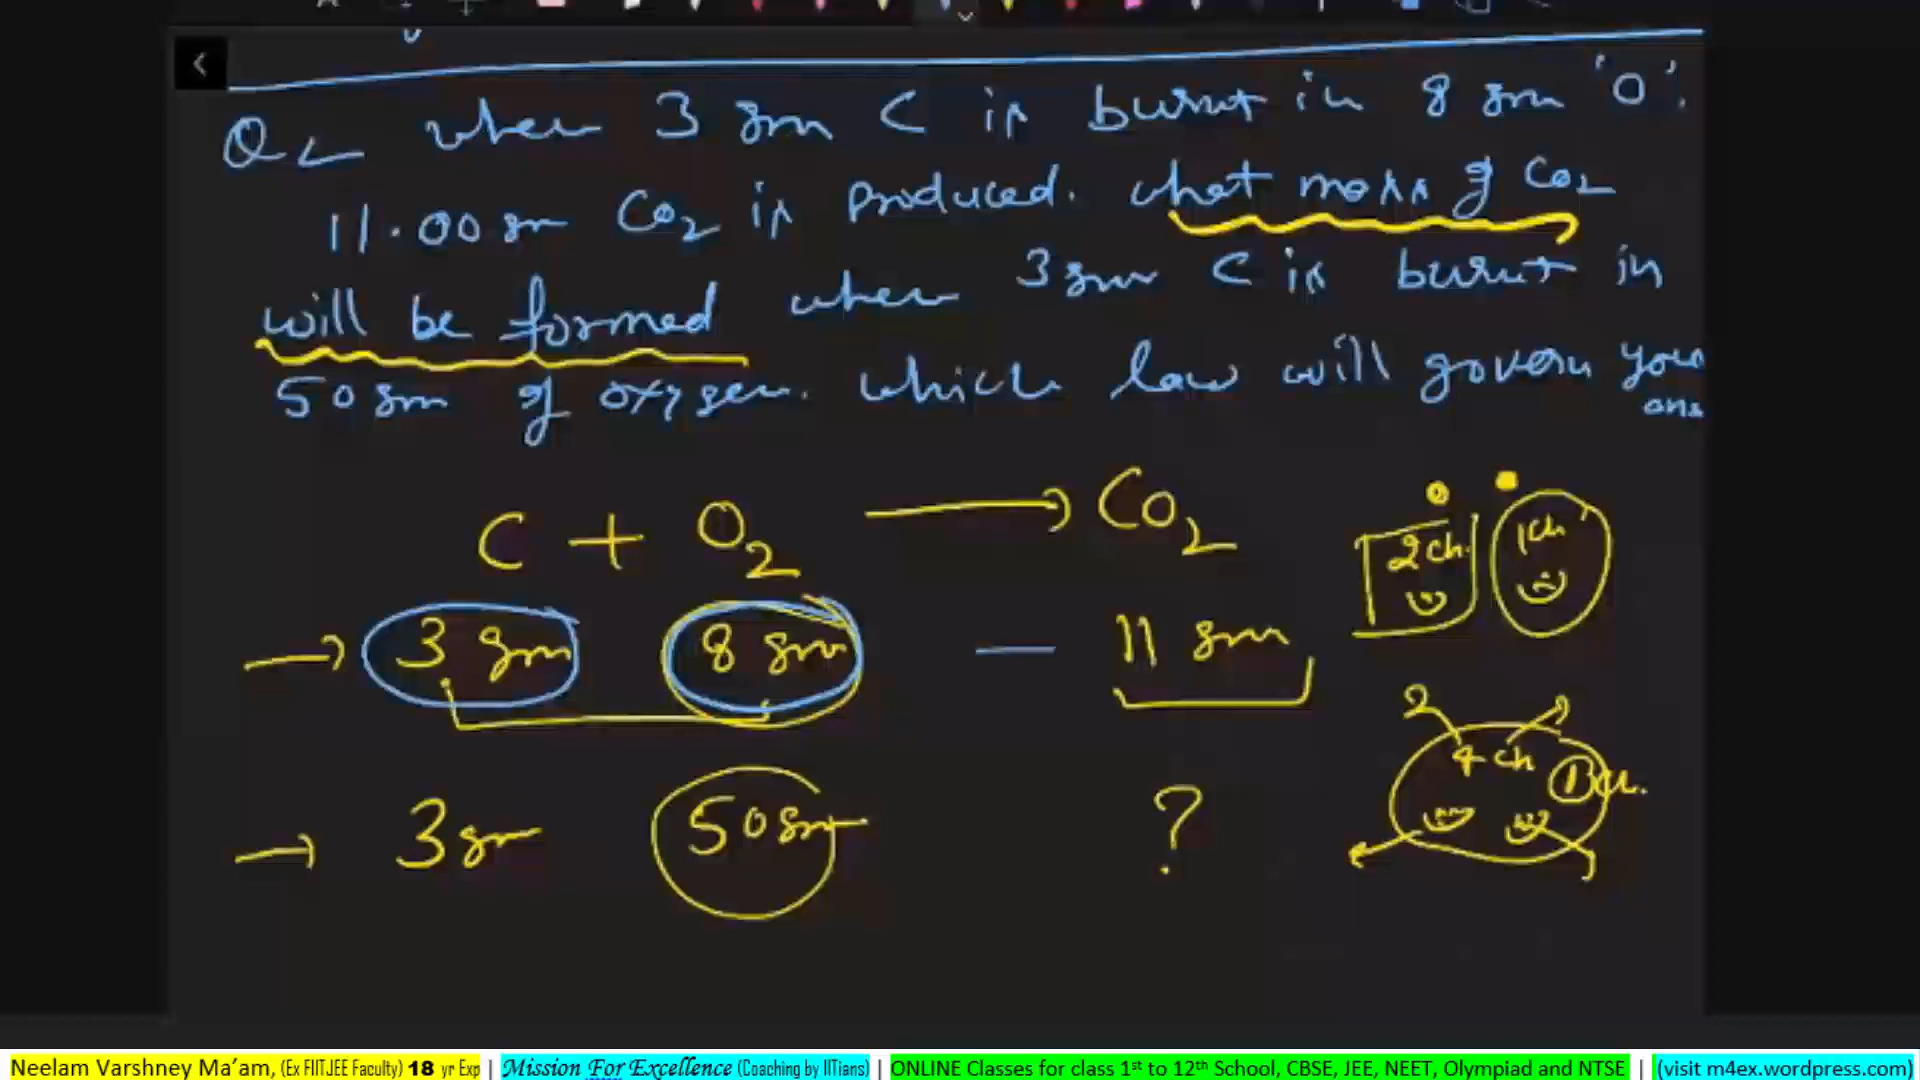 Q when 3 gm C is burnt in 8 gm 'O'.
11.00 gm CO2 is produced. what mass of CO2
will be formed when 3 gm C is burnt in
50 gm of oxygen. which law will govern your
ans
C + O2 → CO2
→ 3 gm 8 gm — 11 gm
→ 3 gm 50 gm ?
2 ch. 1 ch
2 4 ch
Neelam Varshney Ma'am, (Ex FIITJEE Faculty) 18 yr Exp | Mission For Excellence (Coaching by IITians) | ONLINE Classes for class 1st to 12th School, CBSE, JEE, NEET, Olympiad and NTSE | (visit m4ex.wordpress.com)